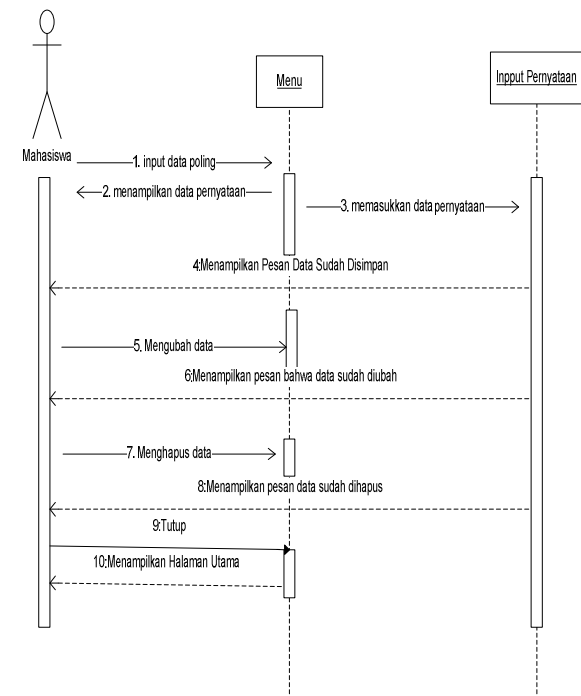 Menu
Inpput Pernyataan
Mahasiswa
1. input data poling
2. menampilkan data pernyataan
3. memasukkan data pernyataan
4:Menampilkan Pesan Data Sudah Disimpan
5. Mengubah data
6:Menampilkan pesan bahwa data sudah diubah
7. Menghapus data
8:Menampilkan pesan data sudah dihapus
9:Tutup
10:Menampilkan Halaman Utama